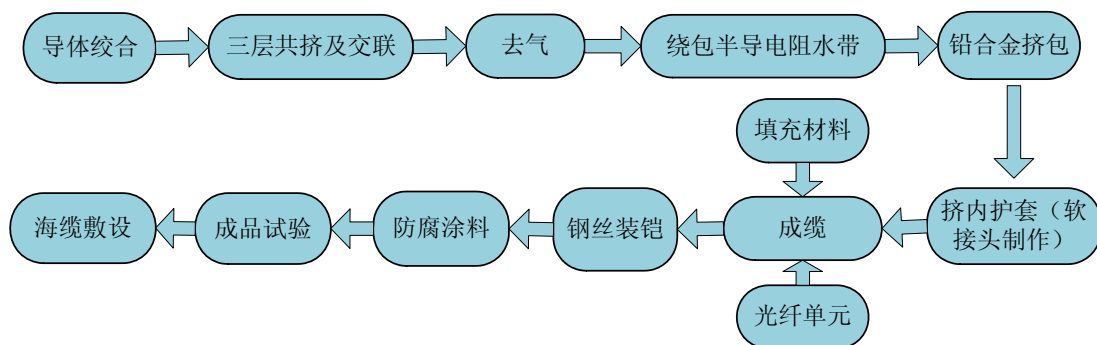 导体绞合
三层共挤及交联
去气
绕包半导电阻水带
铅合金挤包
填充材料
海缆敷设
成品试验
防腐涂料
钢丝装铠
成缆
挤内护套（软
接头制作）
光纤单元